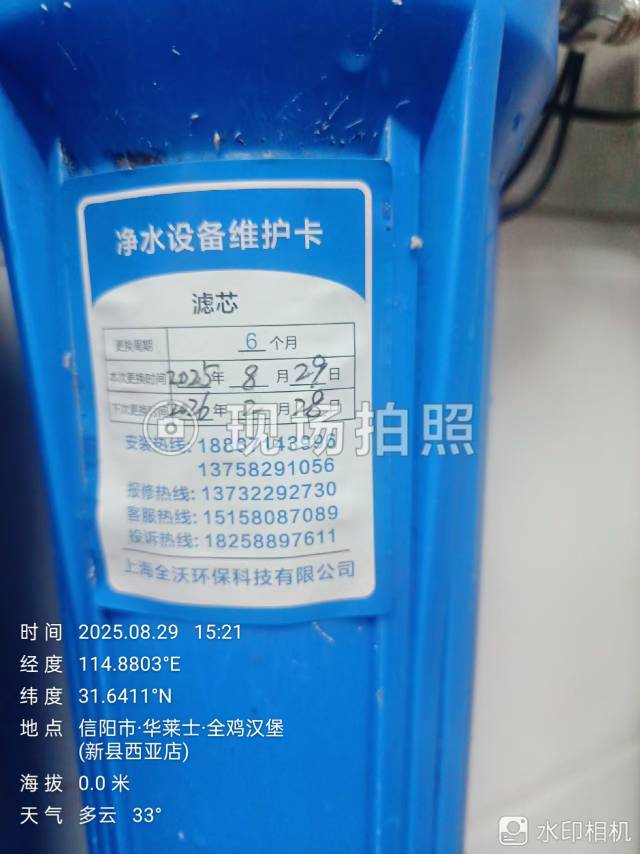 净水设备维护卡
滤芯
更换周期 6 个月
本次更换时间 2025年 8 月 29日
下次更换时间 2026年 月 28日
现场拍照
安装热线: 18837143996
13758291056
报修热线: 13732292730
客服热线: 15158087089
投诉热线: 18258897611
上海全沃环保科技有限公司
时间 2025.08.29 15:21
经度 114.8803°E
纬度 31.6411°N
地点 信阳市·华莱士·全鸡汉堡
(新县西亚店)
海拔 0.0 米
天气 多云 33°
水印相机